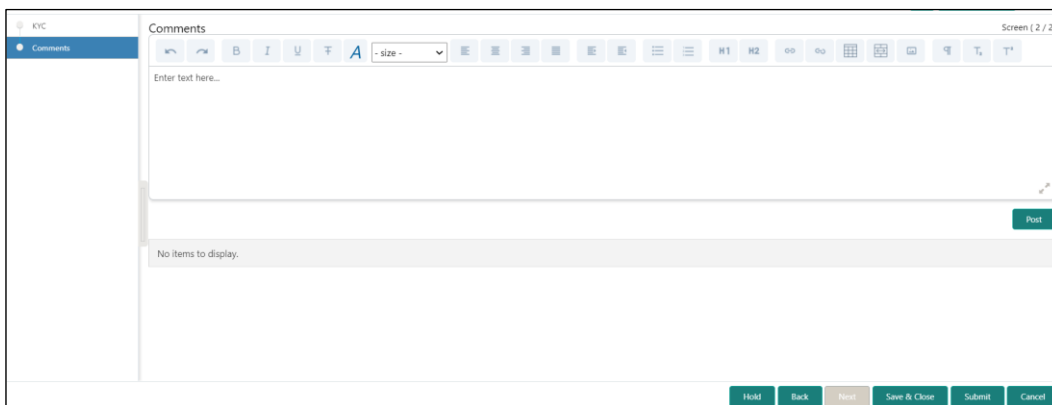 KYC
Comments
Comments
Screen ( 2 / 2
B I U T A - size - H1 H2 T T
Enter text here...
Post
No items to display.
Hold Back Next Save & Close Submit Cancel